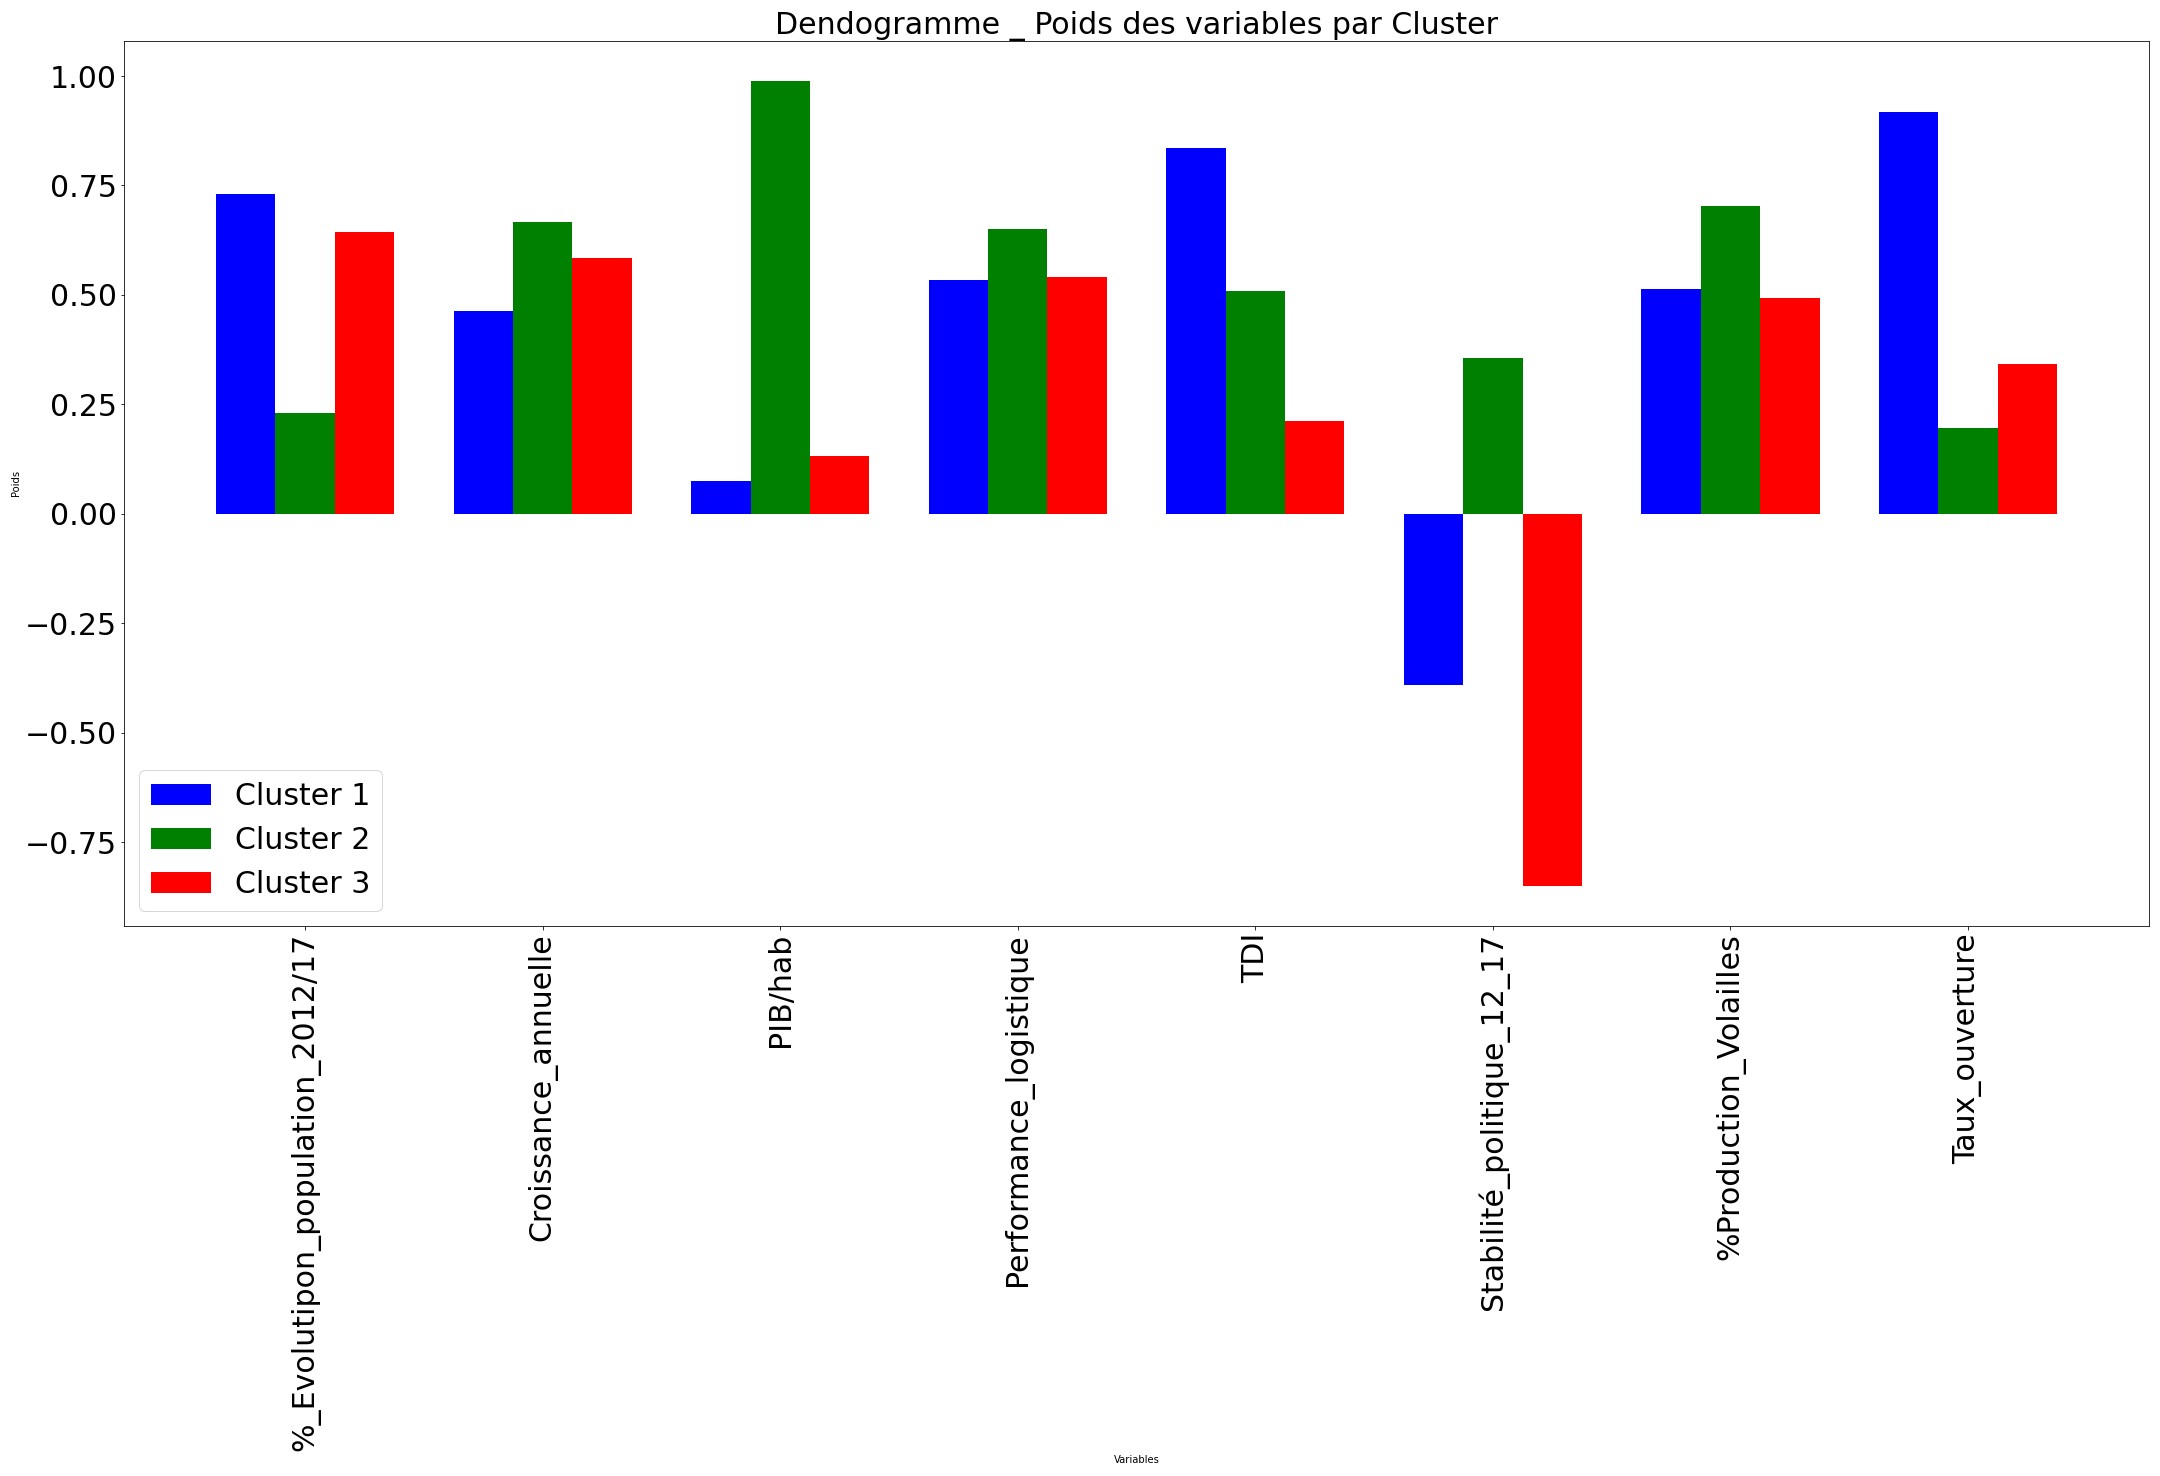 Dendogramme _ Poids des variables par Cluster
1.00
0.75
0.50
0.25
0.00
−0.25
−0.50
−0.75
Poids
Cluster 1
Cluster 2
Cluster 3
%_Evolutipon_population_2012/17
Croissance_annuelle
PIB/hab
Performance_logistique
TDI
Stabilité_politique_12_17
%Production_Volailles
Taux_ouverture
Variables